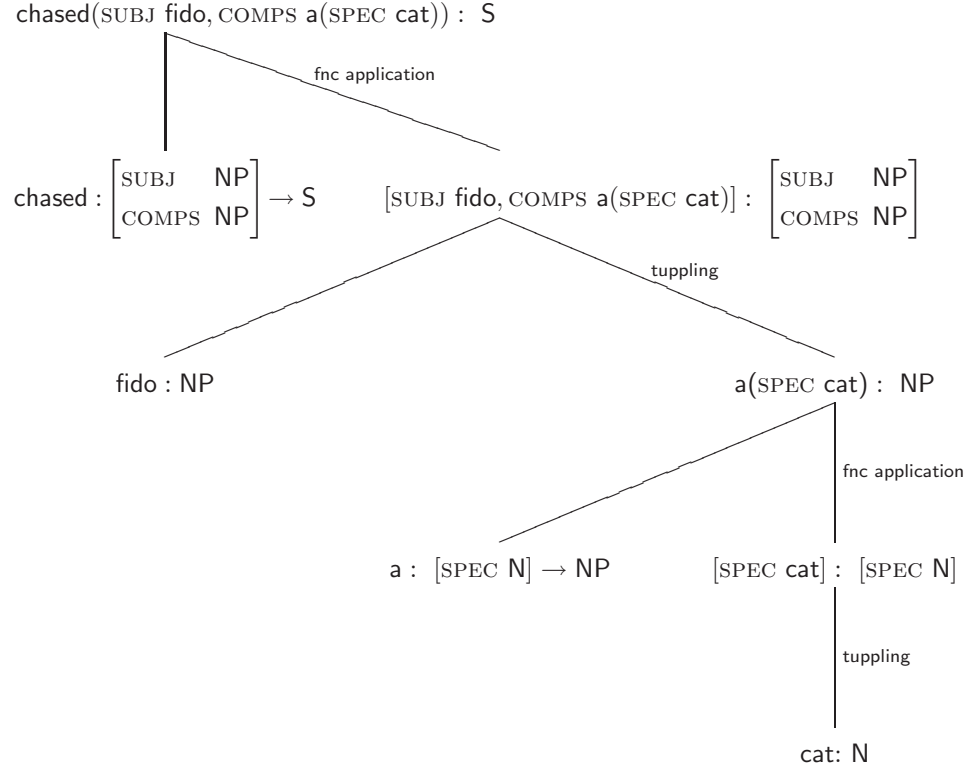 chased(SUBJ fido, COMPS a(SPEC cat)) : S
fnc application
chased : [SUBJ NP COMPS NP] → S
[SUBJ fido, COMPS a(SPEC cat)] : [SUBJ NP COMPS NP]
tuppling
fido : NP
a(SPEC cat) : NP
fnc application
a : [SPEC N] → NP
[SPEC cat] : [SPEC N]
tuppling
cat: N